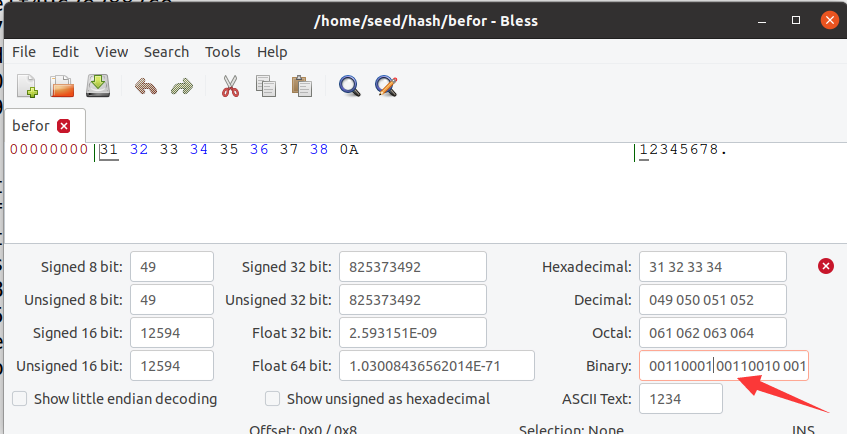 /home/seed/hash/befor - Bless
File Edit View Search Tools Help
befor
00000000 31 32 33 34 35 36 37 38 0A 12345678.
Signed 8 bit: 49 Signed 32 bit: 825373492 Hexadecimal: 31 32 33 34
Unsigned 8 bit: 49 Unsigned 32 bit: 825373492 Decimal: 049 050 051 052
Signed 16 bit: 12594 Float 32 bit: 2.593151E-09 Octal: 061 062 063 064
Unsigned 16 bit: 12594 Float 64 bit: 1.03008436562014E-71 Binary: 00110001 00110010 001
Show little endian decoding Show unsigned as hexadecimal ASCII Text: 1234
Offset: 0x0 / 0x8 Selection: None INS